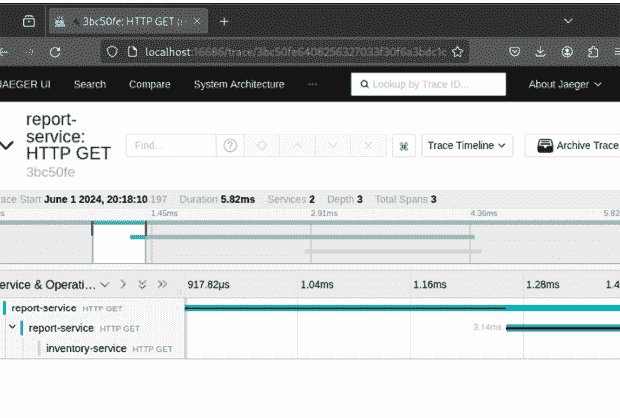 3bc50fe: HTTP GET
localhost:16686/trace/3bc50fe6408256327033f30f6a3bdc1c
JAEGER UI Search Compare System Architecture ··· Lookup by Trace ID... About Jaeger
report-
service:
HTTP GET
3bc50fe
Find... ⌘ Trace Timeline Archive Trace
ace Start June 1 2024, 20:18:10.197 Duration 5.82ms Services 2 Depth 3 Total Spans 3
1.45ms 2.91ms 4.36ms 5.82
ervice & Operati... 917.82μs 1.04ms 1.16ms 1.28ms 1.4
report-service HTTP GET
report-service HTTP GET 3.14ms
inventory-service HTTP GET